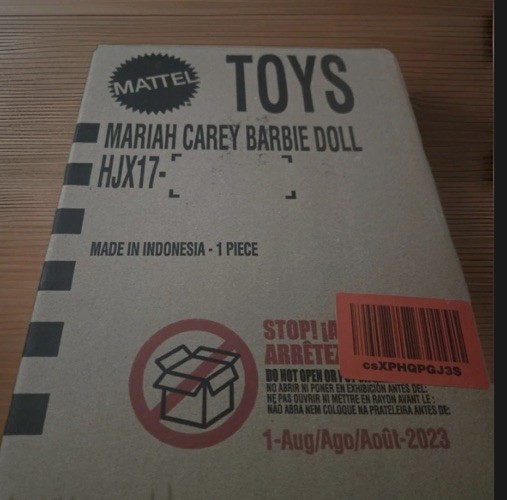 MATTEL
TOYS
MARIAH CAREY BARBIE DOLL
HJX17-
MADE IN INDONESIA - 1 PIECE
STOP! ¡A
ARRÊTE
DO NOT OPEN OR
NO ABRIR NI PONER EN EXHIBICIÓN ANTES DEL:
NE PAS OUVRIR NI METTRE EN RAYON AVANT LE :
NÃO ABRA NEM COLOQUE NA PRATELEIRA ANTES DE:
1-Aug/Ago/Août-2023
csXPHQPGJ3S